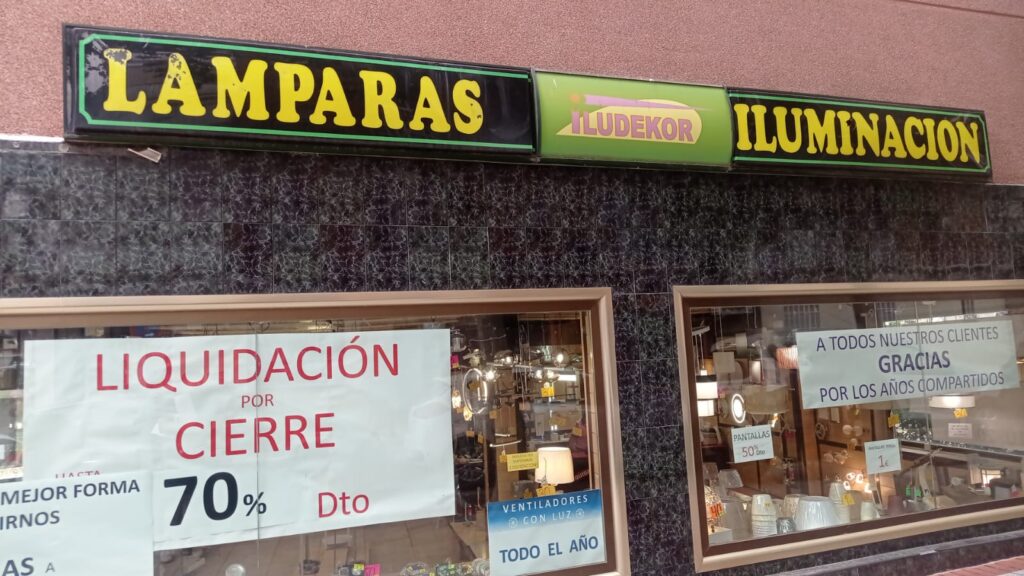 LAMPARAS
iLUDEKOR
ILUMiNACION
LIQUIDACIÓN
POR
CIERRE
HASTA
70% Dto
MEJOR FORMA
AS A
VENTILADORES
CON LUZ
TODO EL AÑO
A TODOS NUESTROS CLIENTES
GRACIAS
POR LOS AÑOS COMPARTIDOS
PANTALLAS
50% Dto
1€